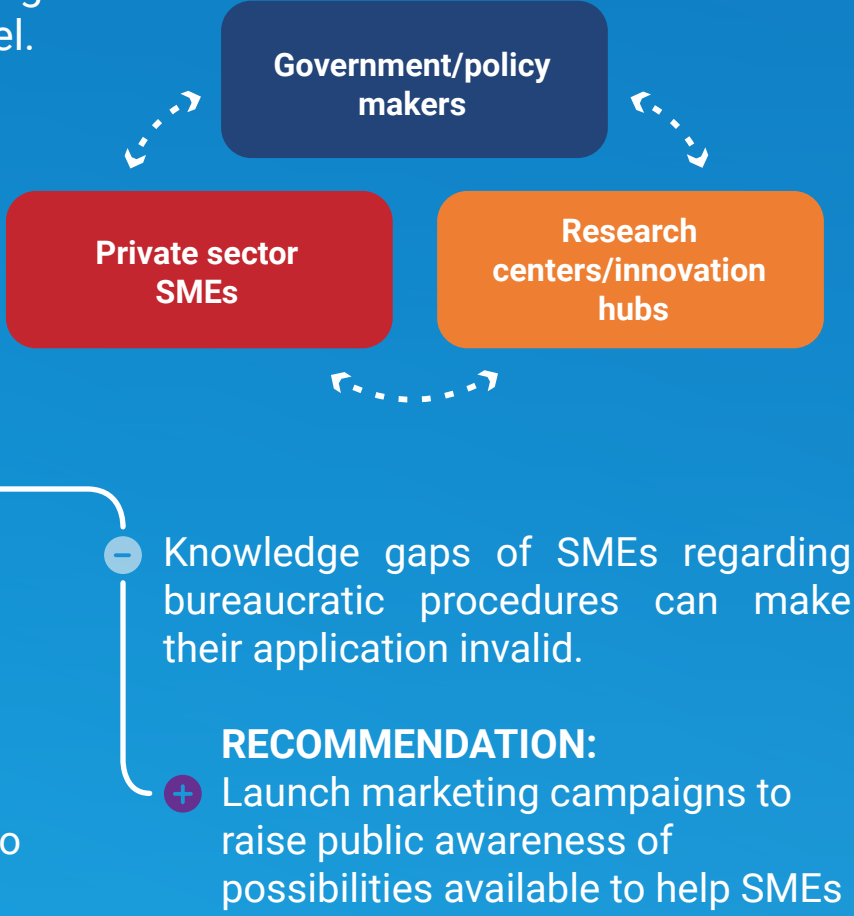 el.
Government/policy
makers
Private sector
SMEs
Research
centers/innovation
hubs
Knowledge gaps of SMEs regarding
bureaucratic procedures can make
their application invalid.
RECOMMENDATION:
Launch marketing campaigns to
raise public awareness of
possibilities available to help SMEs